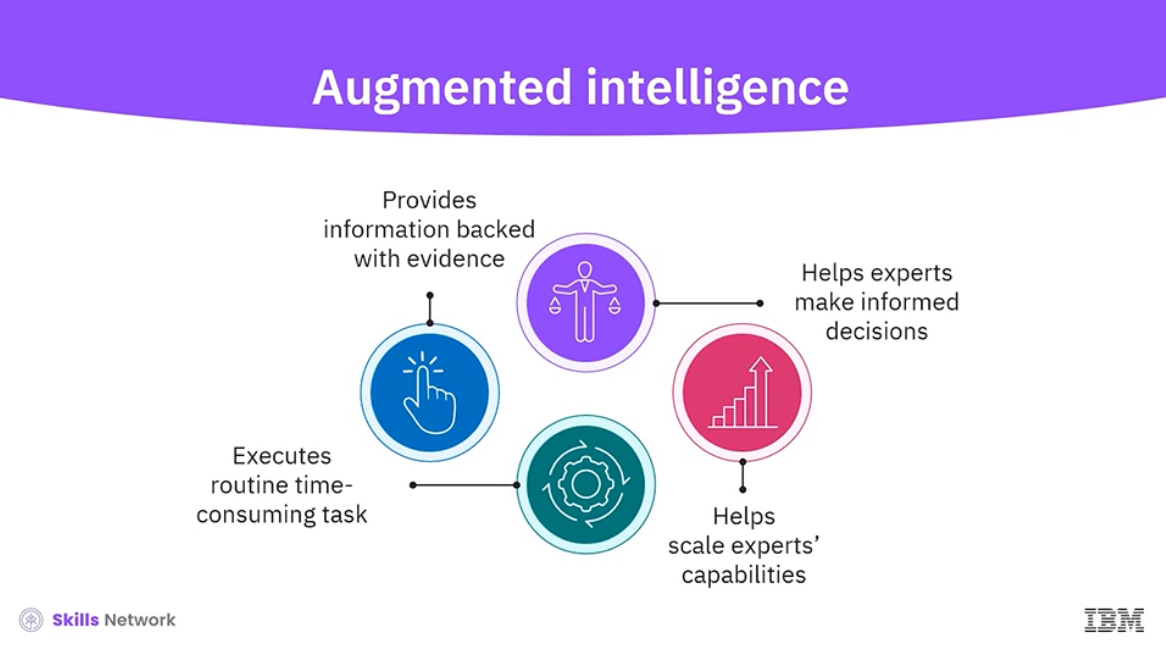 Augmented intelligence
Provides
information backed
with evidence
Helps experts
make informed
decisions
Executes
routine time-
consuming task
Helps
scale experts’
capabilities
Skills Network
IBM